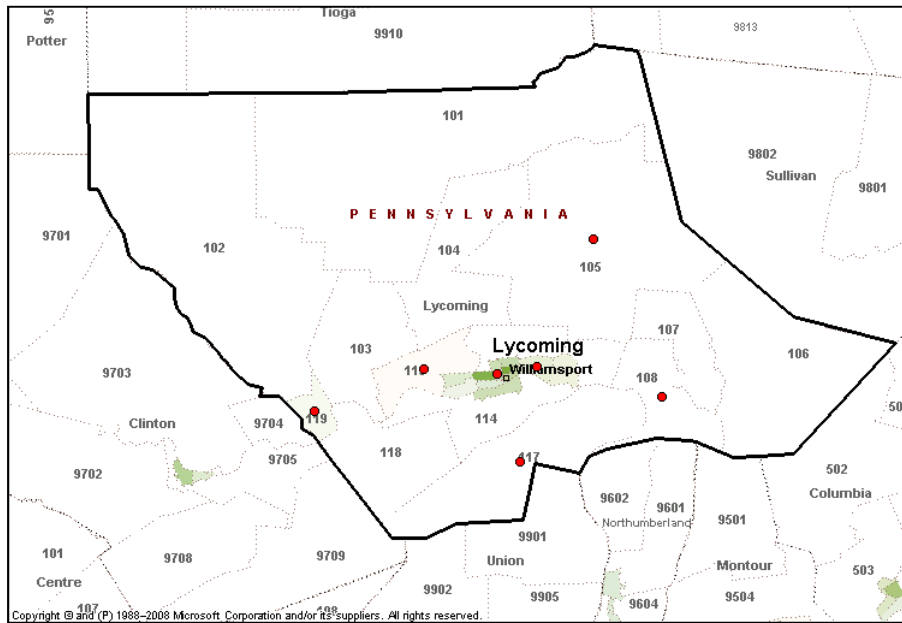 Tioga
95
Potter
9910
9813
101
9802
Sullivan
9801
PENNSYLVANIA
9701
102
104
105
Lycoming
107
106
103
Lycoming
Williamsport
9703
108
9704
119
Clinton
114
118
9705
117
9702
502
Columbia
9602
9601
9501
Northumberland
101
9708
9709
9901
Union
Montour
Centre
503
9902
9905
9604
9504
107
Copyright © and (P) 1988–2008 Microsoft Corporation and/or its suppliers. All rights reserved.